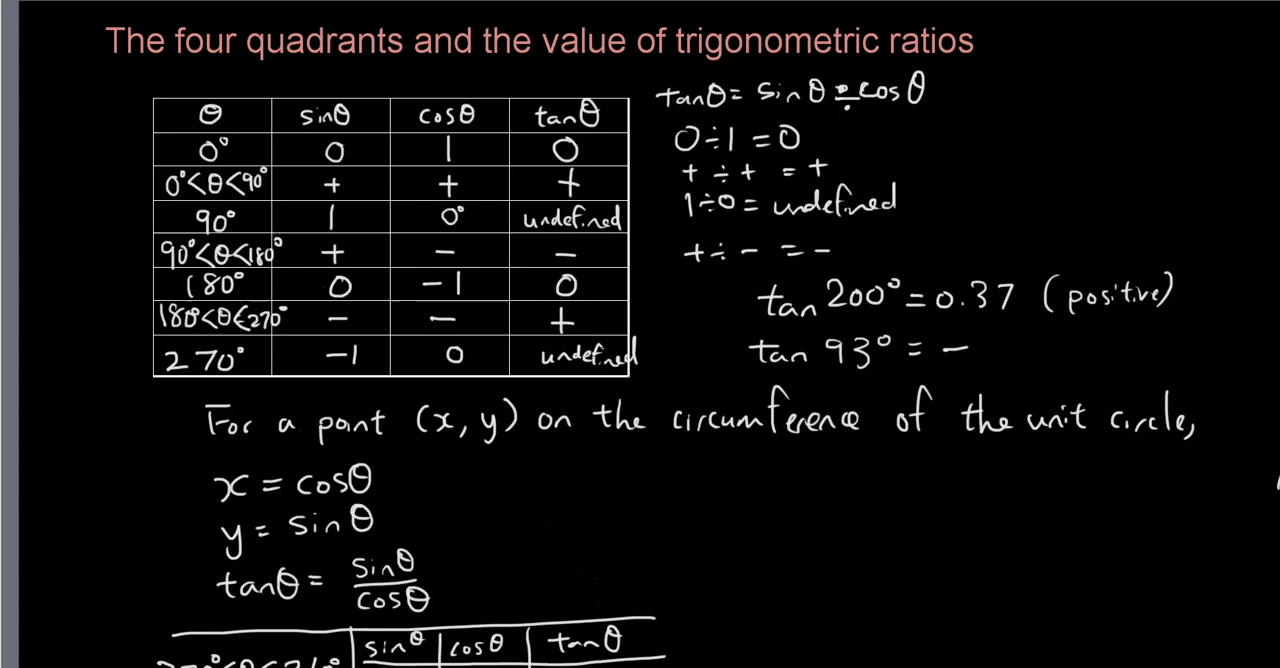 The four quadrants and the value of trigonometric ratios
θ sinθ cosθ tanθ
0° 0 1 0
0°<θ<90° + + +
90° 1 0° undefined
90°<θ<180° + - -
180° 0 -1 0
180°<θ<270° - - +
270° -1 0 undefined
tanθ = sinθ ÷ cosθ
0÷1 = 0
+ ÷ + = +
1÷0 = undefined
+ ÷ - = -
tan 200° = 0.37 (positive)
tan 93° = -
For a point (x, y) on the circumference of the unit circle,
x = cosθ
y = sinθ
tanθ = sinθ
cosθ
sinθ cosθ tanθ